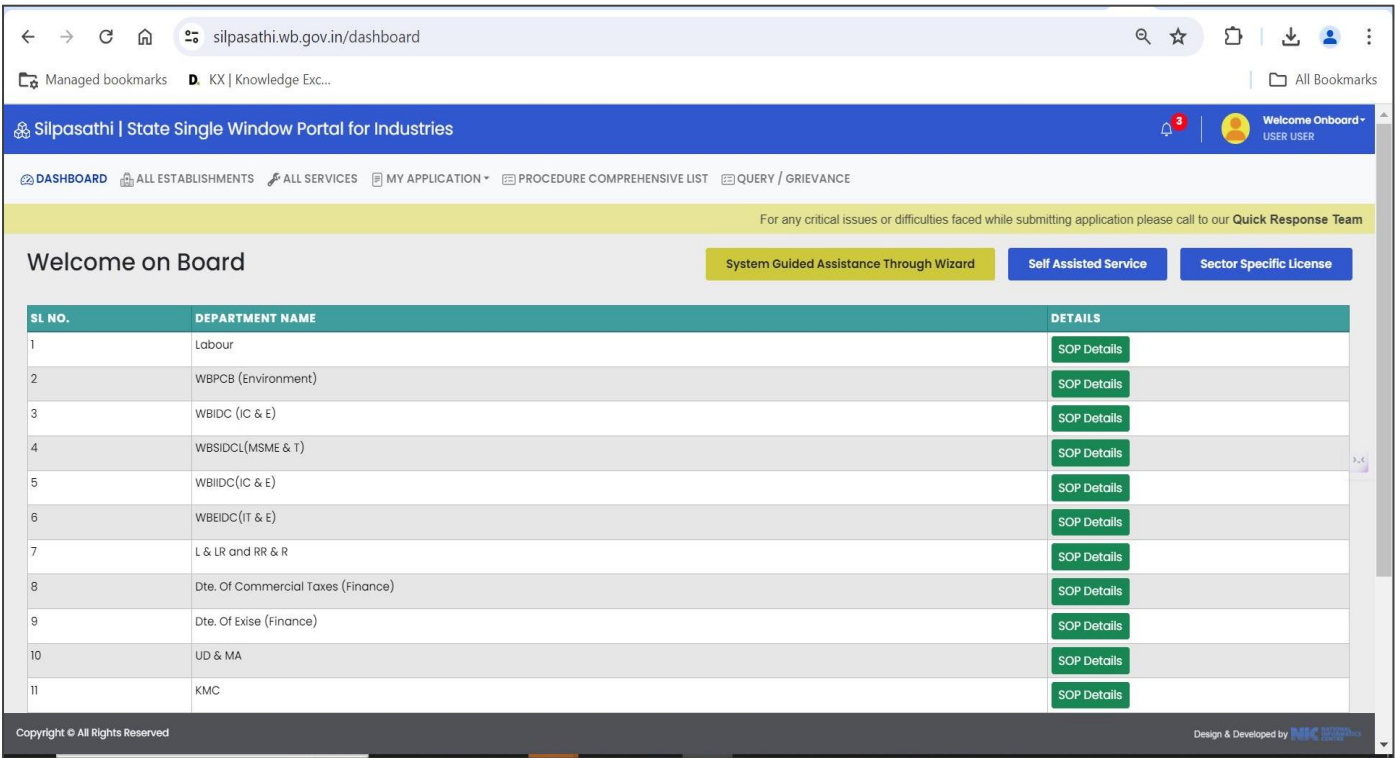 silpasathi.wb.gov.in/dashboard
Managed bookmarks D. KX | Knowledge Exc... All Bookmarks
Silpasathi | State Single Window Portal for Industries 3 Welcome Onboard
USER USER
DASHBOARD ALL ESTABLISHMENTS ALL SERVICES MY APPLICATION PROCEDURE COMPREHENSIVE LIST QUERY / GRIEVANCE
For any critical issues or difficulties faced while submitting application please call to our Quick Response Team
Welcome on Board System Guided Assistance Through Wizard Self Assisted Service Sector Specific License
SL NO. DEPARTMENT NAME DETAILS
1 Labour SOP Details
2 WBPCB (Environment) SOP Details
3 WBIDC (IC & E) SOP Details
4 WBSIDCL(MSME & T) SOP Details
5 WBIIDC(IC & E) SOP Details
6 WBEIDC(IT & E) SOP Details
7 L & LR and RR & R SOP Details
8 Dte. Of Commercial Taxes (Finance) SOP Details
9 Dte. Of Exise (Finance) SOP Details
10 UD & MA SOP Details
11 KMC SOP Details
Copyright © All Rights Reserved Design & Developed by NIC NATIONAL INFORMATICS CENTRE